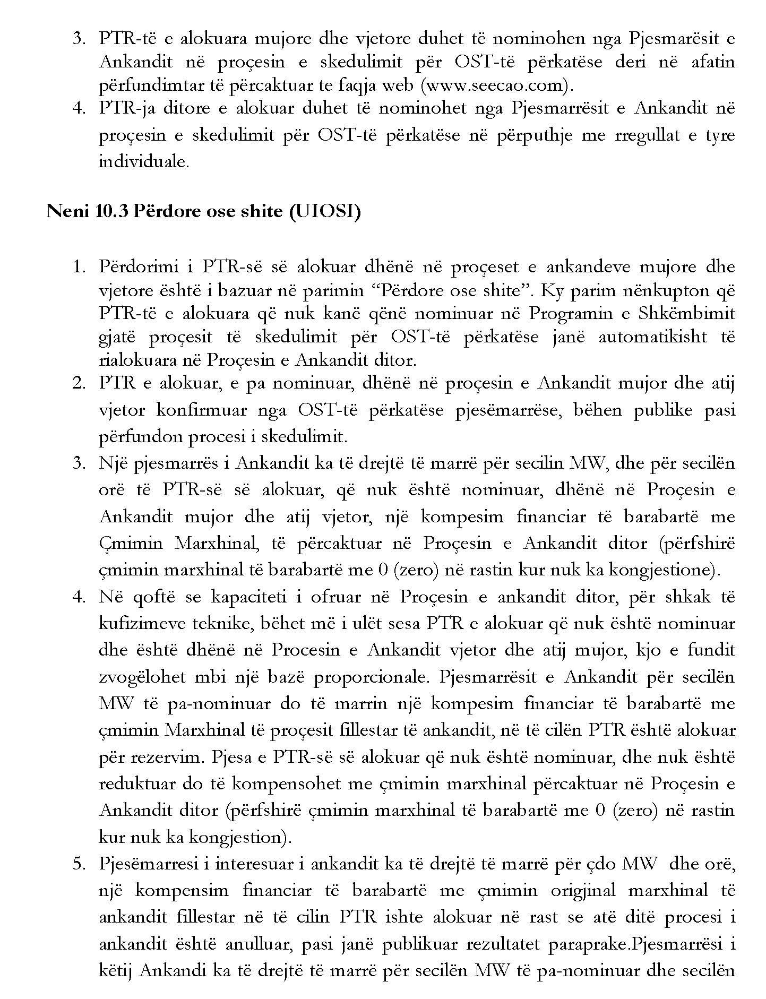 3. PTR-të e alokuara mujore dhe vjetore duhet të nominohen nga Pjesmarësit e
Ankandit në proçesin e skedulimit për OST-të përkatëse deri në afatin
përfundimtar të përcaktuar te faqja web (www.seecao.com).
4. PTR-ja ditore e alokuar duhet të nominohet nga Pjesmarrësit e Ankandit në
proçesin e skedulimit për OST-të përkatëse në përputhje me rregullat e tyre
individuale.
Neni 10.3 Përdore ose shite (UIOSI)
1. Përdorimi i PTR-së së alokuar dhënë në proçeset e ankandeve mujore dhe
vjetore është i bazuar në parimin “Përdore ose shite”. Ky parim nënkupton që
PTR-të e alokuara që nuk kanë qënë nominuar në Programin e Shkëmbimit
gjatë proçesit të skedulimit për OST-të përkatëse janë automatikisht të
rialokuara në Proçesin e Ankandit ditor.
2. PTR e alokuar, e pa nominuar, dhënë në proçesin e Ankandit mujor dhe atij
vjetor konfirmuar nga OST-të përkatëse pjesëmarrëse, bëhen publike pasi
përfundon procesi i skedulimit.
3. Një pjesmarrës i Ankandit ka të drejtë të marrë për secilin MW, dhe për secilën
orë të PTR-së së alokuar, që nuk është nominuar, dhënë në Proçesin e
Ankandit mujor dhe atij vjetor, një kompesim financiar të barabartë me
Çmimin Marxhinal, të përcaktuar në Proçesin e Ankandit ditor (përfshirë
çmimin marxhinal të barabartë me 0 (zero) në rastin kur nuk ka kongjestione).
4. Në qoftë se kapaciteti i ofruar në Proçesin e ankandit ditor, për shkak të
kufizimeve teknike, bëhet më i ulët sesa PTR e alokuar që nuk është nominuar
dhe është dhënë në Procesin e Ankandit vjetor dhe atij mujor, kjo e fundit
zvogëlohet mbi një bazë proporcionale. Pjesmarrësit e Ankandit për secilën
MW të pa-nominuar do të marrin një kompesim financiar të barabartë me
çmimin Marxhinal të proçesit fillestar të ankandit, në të cilën PTR është alokuar
për rezervim. Pjesa e PTR-së së alokuar që nuk është nominuar, dhe nuk është
reduktuar do të kompensohet me çmimin marxhinal përcaktuar në Proçesin e
Ankandit ditor (përfshirë çmimin marxhinal të barabartë me 0 (zero) në rastin
kur nuk ka kongjestion).
5. Pjesëmarresi i interesuar i ankandit ka të drejtë të marrë për çdo MW dhe orë,
një kompensim financiar të barabartë me çmimin origjinal marxhinal të
ankandit fillestar në të cilin PTR ishte alokuar në rast se atë ditë procesi i
ankandit është anulluar, pasi janë publikuar rezultatet paraprake.Pjesmarrësi i
këtij Ankandi ka të drejtë të marrë për secilën MW të pa-nominuar dhe secilën